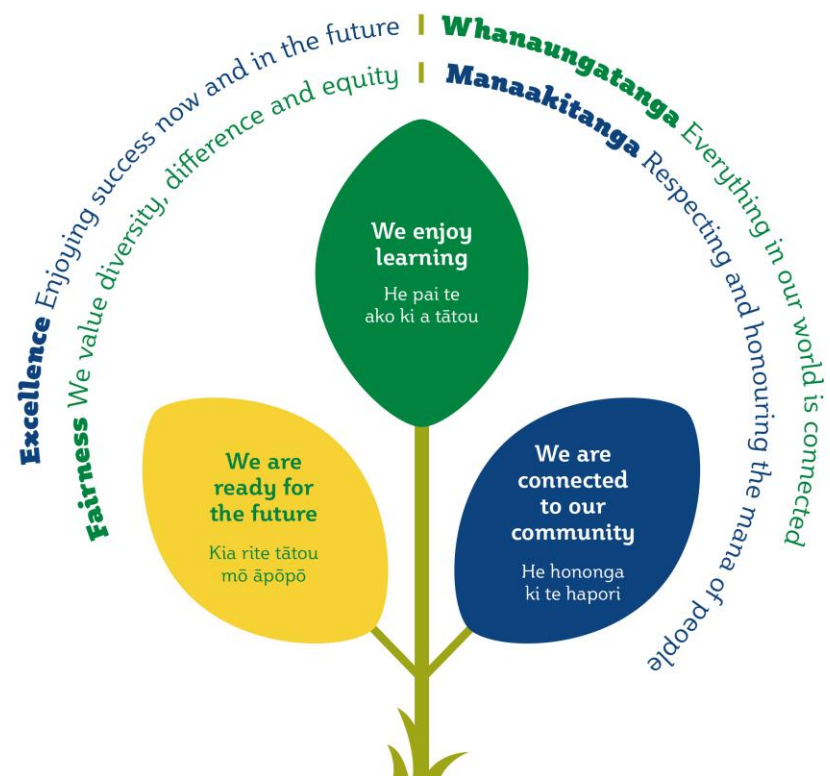 Excellence Enjoying success now and in the future
Whanaungatanga Everything in our world is connected
Fairness We value diversity, difference and equity
Manaakitanga Respecting and honouring the mana of people
We enjoy
learning
He pai te
ako ki a tātou
We are
ready for
the future
Kia rite tātou
mō āpōpō
We are
connected
to our
community
He hononga
ki te hapori